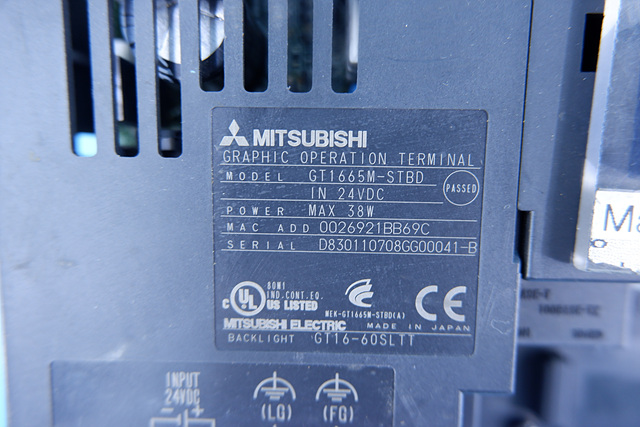 MITSUBISHI
GRAPHIC OPERATION TERMINAL
MODEL GT1665M-STBD
IN 24VDC
PASSED
POWER MAX 38W
MAC ADD 0026921BB69C
SERIAL D830110708GG00041-B
80M1
IND.CONT.EQ.
C UL US LISTED
MEK-GT1665M-STBD(A)
CE
MITSUBISHI ELECTRIC MADE IN JAPAN
BACKLIGHT GT16-60SLTT
INPUT
24VDC
- +
(LG) (FG)